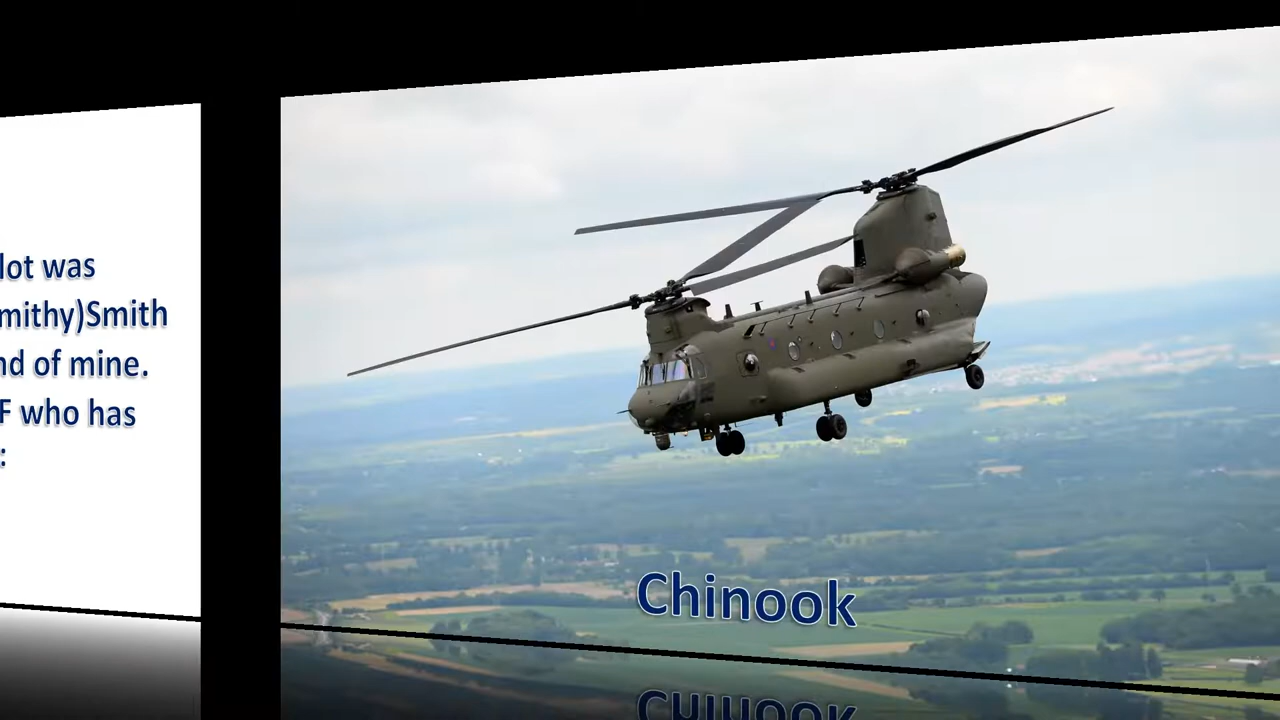 lot was
mithy)Smith
nd of mine.
F who has
:
Chinook